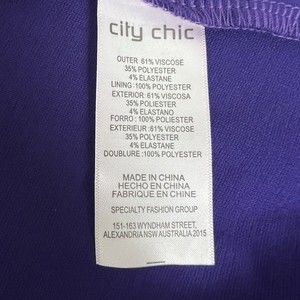 city chic
OUTER: 61% VISCOSE
35% POLYESTER
4% ELASTANE
LINING : 100% POLYESTER
EXTERIOR: 61% VISCOSA
35% POLIESTER
4% ELASTANO
FORRO : 100% POLIESTER
EXTERIEUR : 61% VISCOSE
35% POLYESTER
4% ELASTANE
DOUBLURE : 100% POLYESTER
MADE IN CHINA
HECHO EN CHINA
FABRIQUE EN CHINE
SPECIALTY FASHION GROUP
151-163 WYNDHAM STREET,
ALEXANDRIA NSW AUSTRALIA 2015